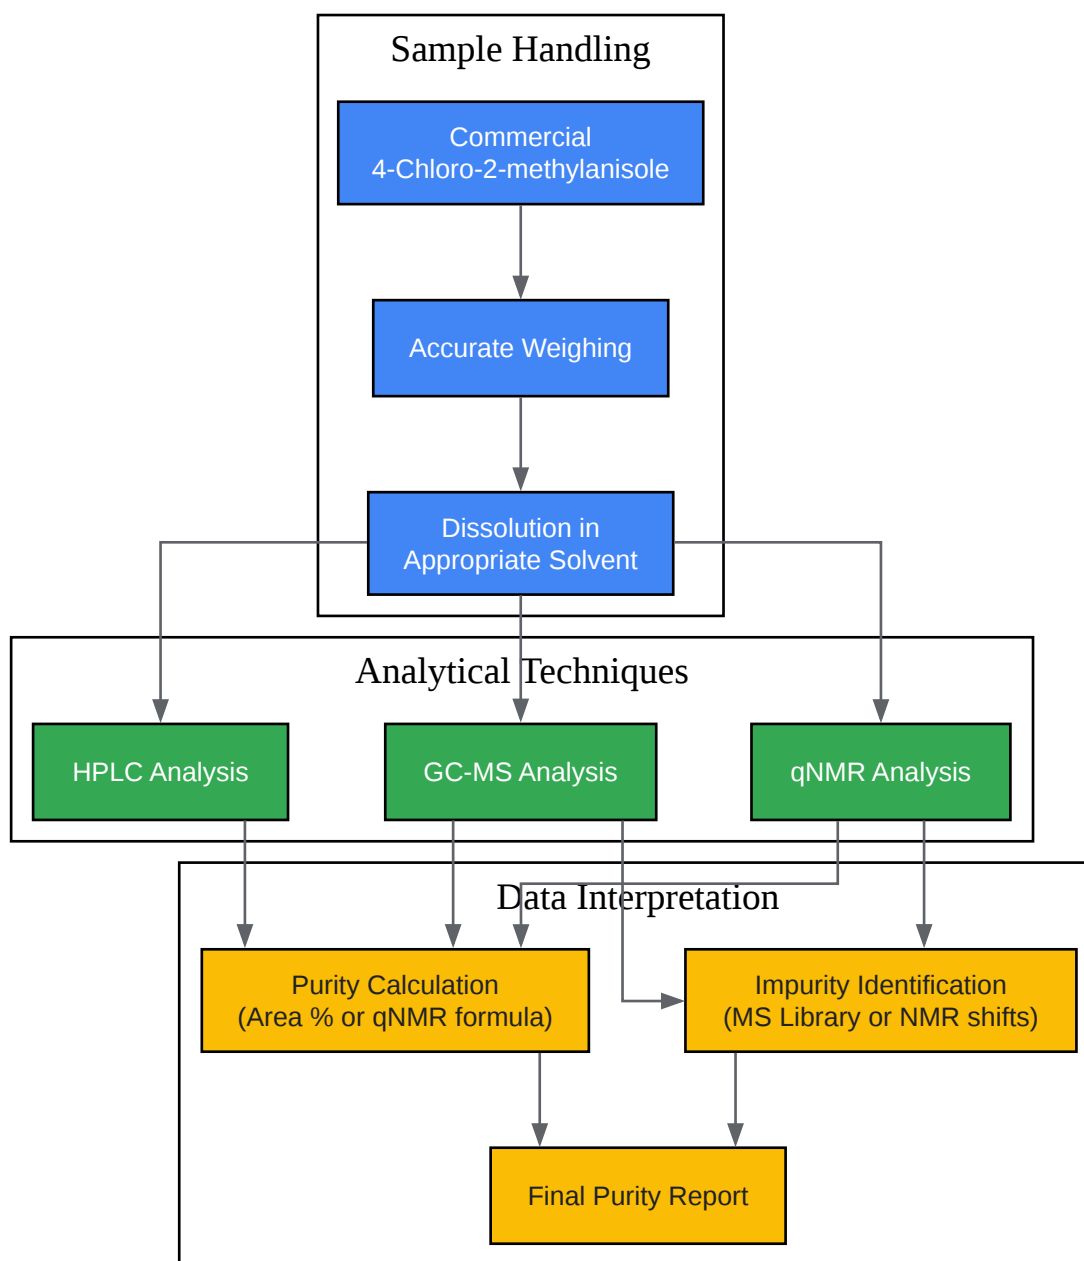 Sample Handling
Commercial
4-Chloro-2-methylanisole
Accurate Weighing
Dissolution in
Appropriate Solvent
Analytical Techniques
HPLC Analysis
GC-MS Analysis
qNMR Analysis
Data Interpretation
Purity Calculation
(Area % or qNMR formula)
Impurity Identification
(MS Library or NMR shifts)
Final Purity Report